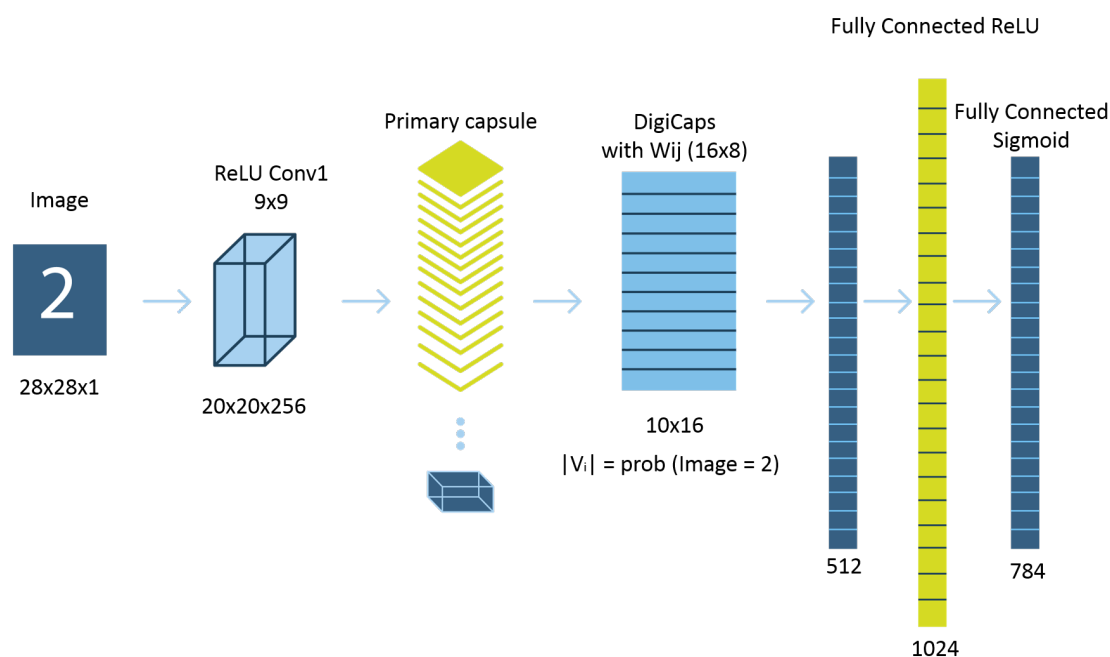 Fully Connected ReLU
Primary capsule
DigiCaps
with Wij (16x8)
Fully Connected
Sigmoid
ReLU Conv1
9x9
Image
2
28x28x1
20x20x256
10x16
|Vᵢ| = prob (Image = 2)
512
784
1024